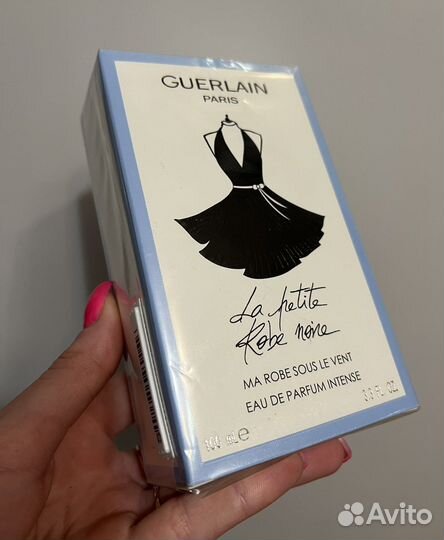 GUERLAIN
PARIS
La petite
Robe noire
MA ROBE SOUS LE VENT
EAU DE PARFUM INTENSE
100 mL e 3.3 FL. OZ.
Avito